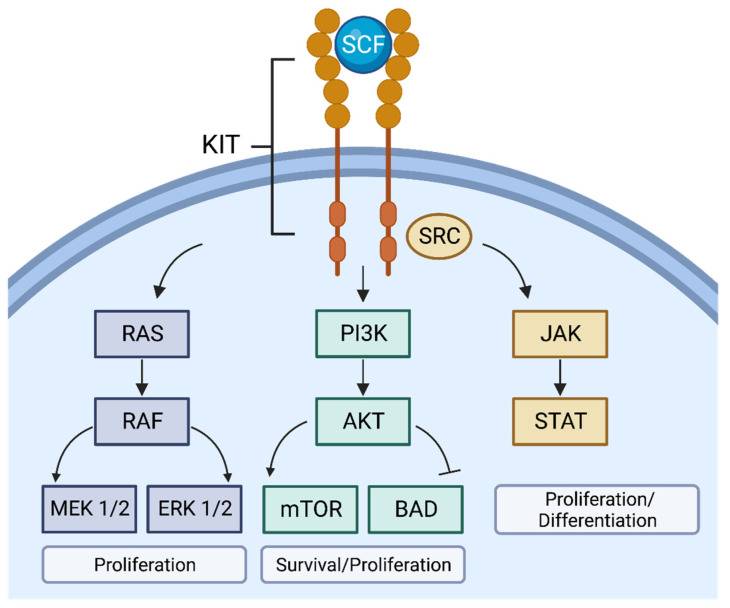 SCF
KIT
SRC
RAS
PI3K
JAK
RAF
AKT
STAT
MEK 1/2
ERK 1/2
mTOR
BAD
Proliferation/
Differentiation
Proliferation
Survival/Proliferation